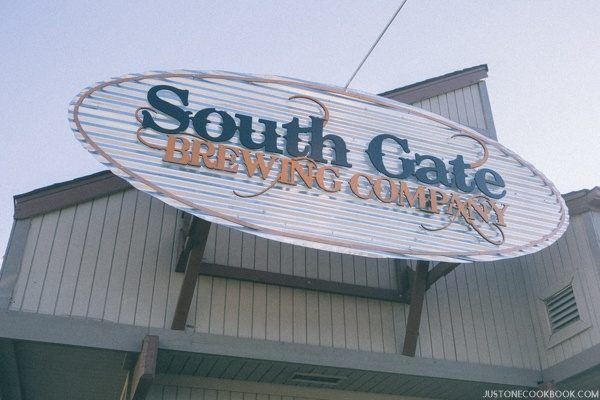 South Gate
BREWING COMPANY
JUSTONECOOKBOOK.COM